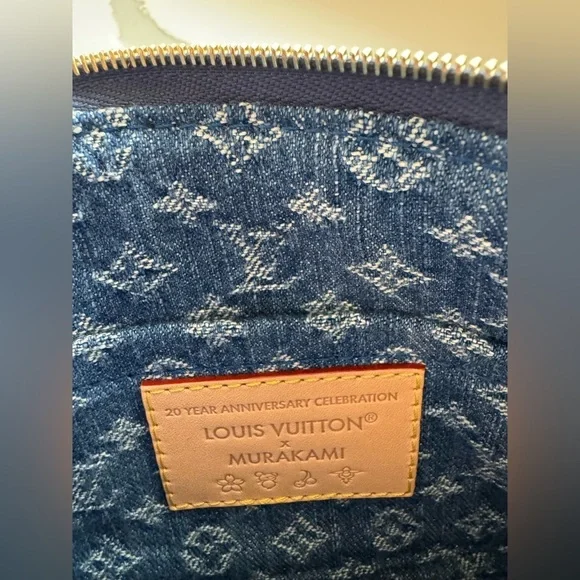 20 YEAR ANNIVERSARY CELEBRATION
LOUIS VUITTON®
x
MURAKAMI